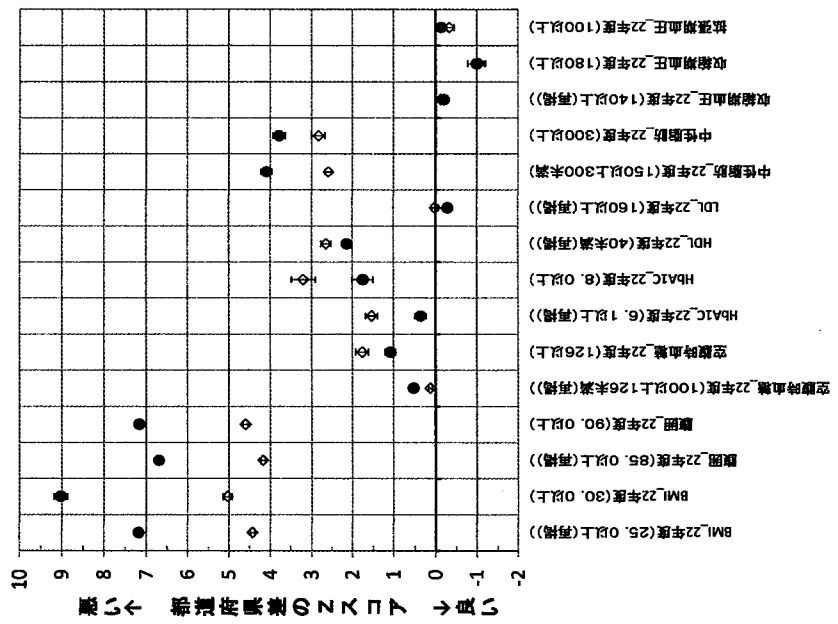 悪い↑ 都道府県差のZスコア ↓良い
10
9
8
7
6
5
4
3
2
1
0
-1
-2
BMI_22年度(25.0以上(再掲))
BMI_22年度(30.0以上)
腹囲_22年度(85.0以上(再掲))
腹囲_22年度(90.0以上)
空腹時血糖_22年度(100以上126未満(再掲))
空腹時血糖_22年度(126以上)
HbA1C_22年度(6.1以上(再掲))
HbA1C_22年度(8.0以上)
HDL_22年度(40未満(再掲))
LDL_22年度(160以上(再掲))
中性脂肪_22年度(150以上300未満
中性脂肪_22年度(300以上)
収縮期血圧_22年度(140以上(再掲))
収縮期血圧_22年度(180以上)
拡張期血圧_22年度(100以上)